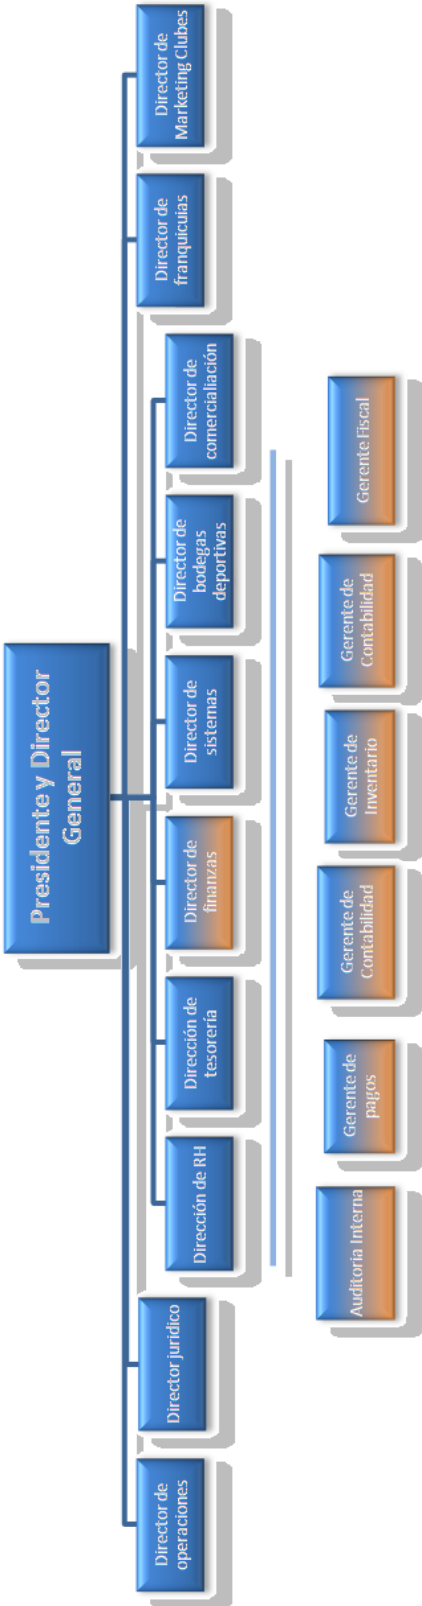 Presidente y Director
General
Director de
operaciones
Director jurídico
Dirección de RH
Dirección de
tesorería
Director de
finanzas
Director de
sistemas
Director de
bodegas
deportivas
Director de
comercialiación
Director de
franquicuias
Director de
Marketing Clubes
Auditoria Interna
Gerente de
pagos
Gerente de
Contabilidad
Gerente de
Inventario
Gerente de
Contabilidad
Gerente Fiscal